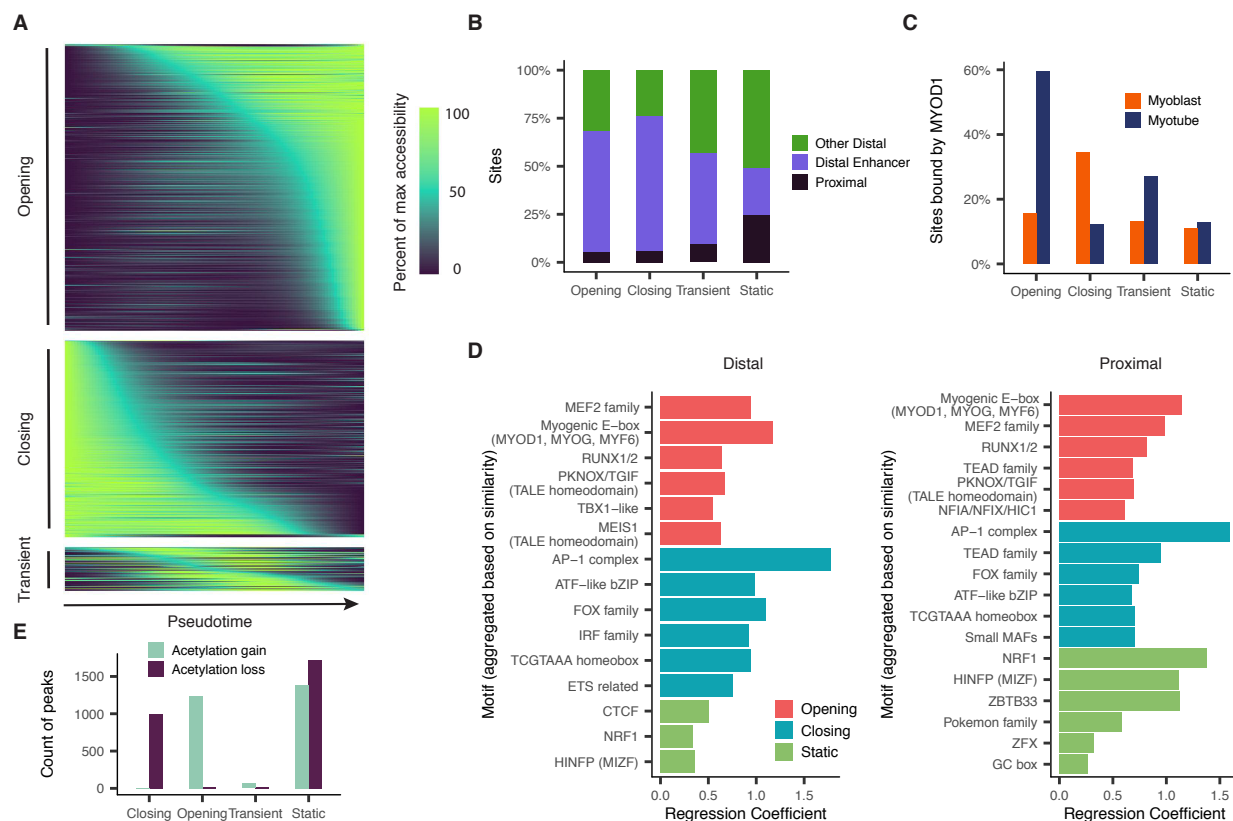 A
Opening
Closing
Transient
Pseudotime
Percent of max accessibility
100
50
0
B
Sites
100%
75%
50%
25%
0%
Opening
Closing
Transient
Static
Other Distal
Distal Enhancer
Proximal
C
Sites bound by MYOD1
60%
40%
20%
0%
Opening
Closing
Transient
Static
Myoblast
Myotube
D
Distal
Motif (aggregated based on similarity)
MEF2 family
Myogenic E-box
(MYOD1, MYOG, MYF6)
RUNX1/2
PKNOX/TGIF
(TALE homeodomain)
TBX1-like
MEIS1
(TALE homeodomain)
AP-1 complex
ATF-like bZIP
FOX family
IRF family
TCGTAAA homeobox
ETS related
CTCF
NRF1
HINFP (MIZF)
Opening
Closing
Static
0.0
0.5
1.0
1.5
Regression Coefficient
Proximal
Motif (aggregated based on similarity)
Myogenic E-box
(MYOD1, MYOG, MYF6)
MEF2 family
RUNX1/2
TEAD family
PKNOX/TGIF
(TALE homeodomain)
NFIA/NFIX/HIC1
AP-1 complex
TEAD family
FOX family
ATF-like bZIP
TCGTAAA homeobox
Small MAFs
NRF1
HINFP (MIZF)
ZBTB33
Pokemon family
ZFX
GC box
0.0
0.5
1.0
1.5
Regression Coefficient
E
Acetylation gain
Acetylation loss
Count of peaks
1500
1000
500
0
Closing
Opening
Transient
Static